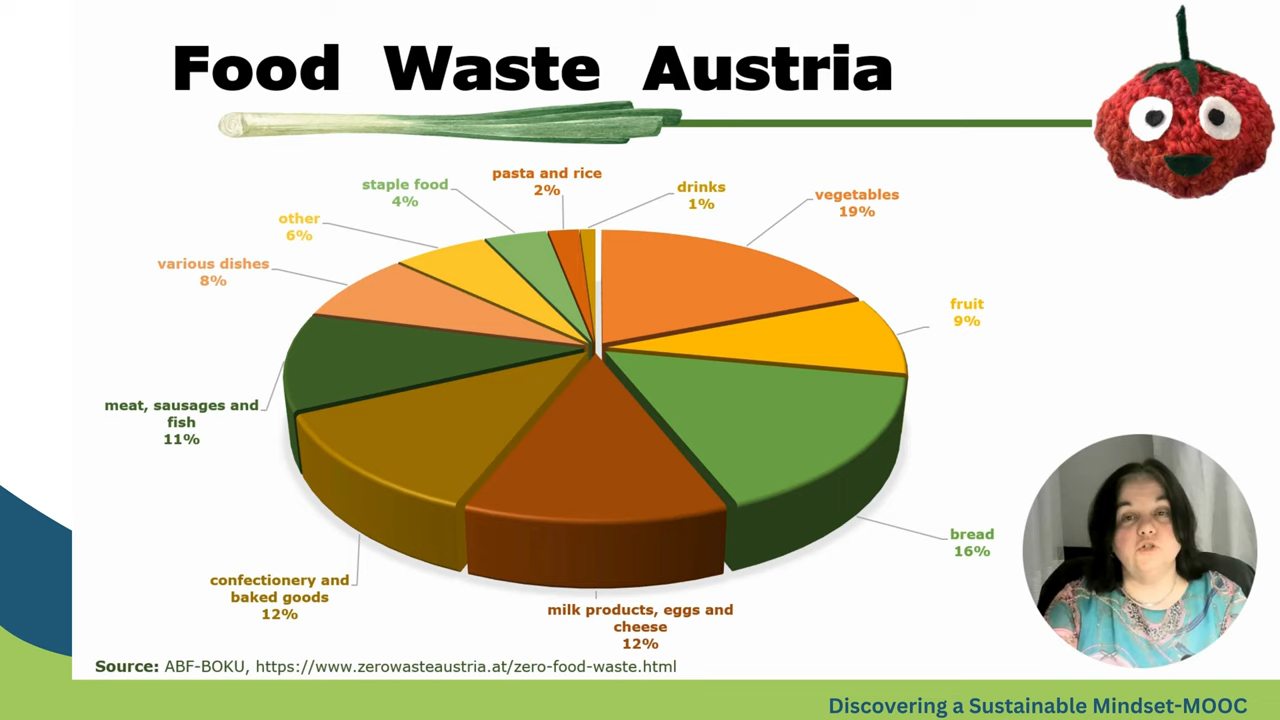 Food Waste Austria
pasta and rice
2%
staple food
4%
drinks
1%
vegetables
19%
other
6%
various dishes
8%
fruit
9%
meat, sausages and
fish
11%
bread
16%
confectionery and
baked goods
12%
milk products, eggs and
cheese
12%
Source: ABF-BOKU, https://www.zerowasteaustria.at/zero-food-waste.html
Discovering a Sustainable Mindset-MOOC